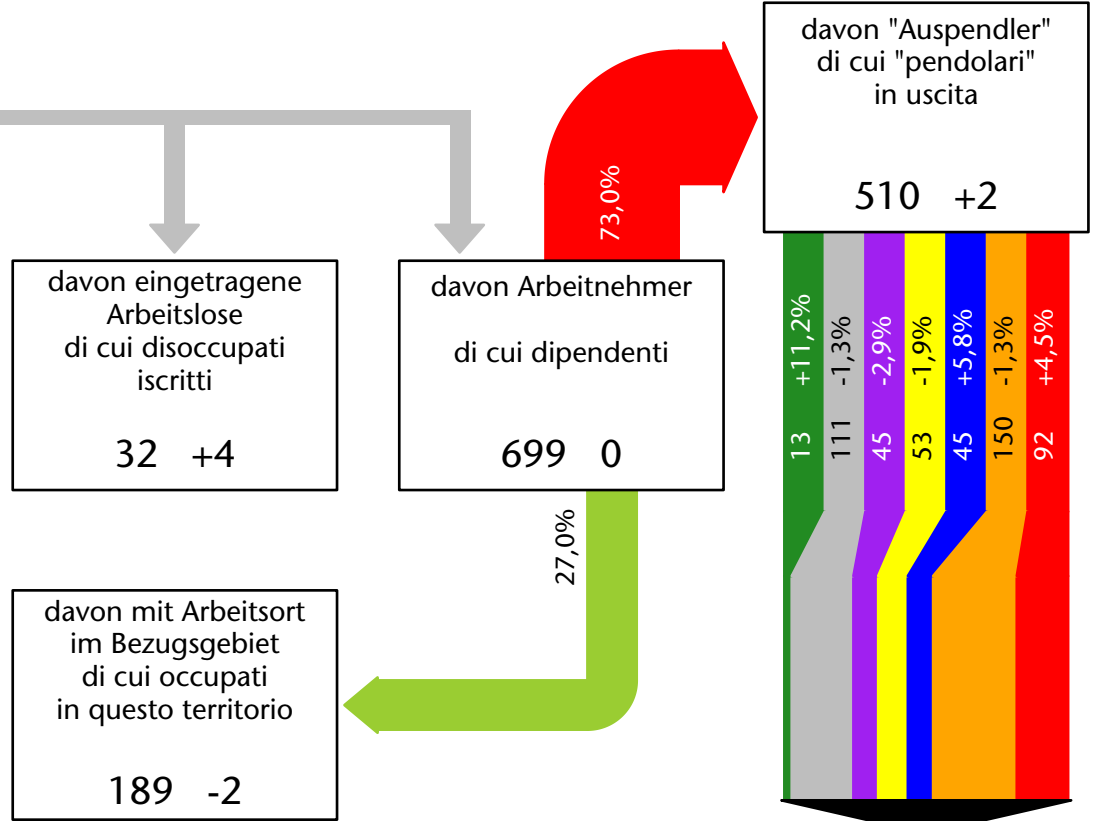 davon "Auspendler"
di cui "pendolari"
in uscita
510 +2
73,0%
davon eingetragene
Arbeitslose
di cui disoccupati
iscritti
32 +4
davon Arbeitnehmer
di cui dipendenti
699 0
13 +11,2%
111 -1,3%
45 -2,9%
53 -1,9%
45 +5,8%
150 -1,3%
92 +4,5%
27,0%
davon mit Arbeitsort
im Bezugsgebiet
di cui occupati
in questo territorio
189 -2